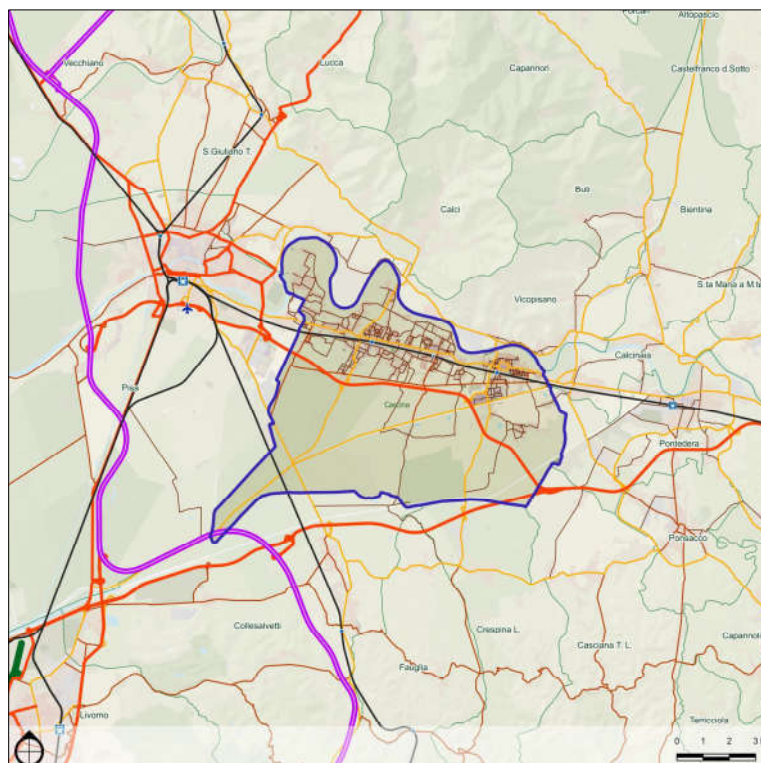 Altopascio
Vecchiano
Lucca
Capannori
Castelfranco d.Sotto
S.Giuliano T.
Calci
Buti
Bientina
Vicopisano
S.ta Maria a M.te
Calcinaia
Pisa
Cascina
Pontedera
Ponsacco
Collesalvetti
Crespina L.
Casciana T. L.
Capannoli
Fauglia
Livorno
Terricciola
0 1 2 3